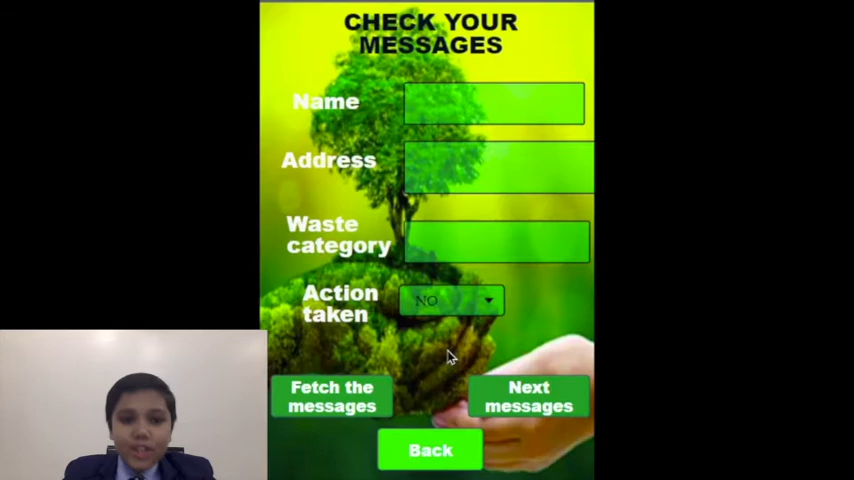 CHECK YOUR
MESSAGES
Name
Address
Waste
category
Action
taken
NO
Fetch the
messages
Next
messages
Back